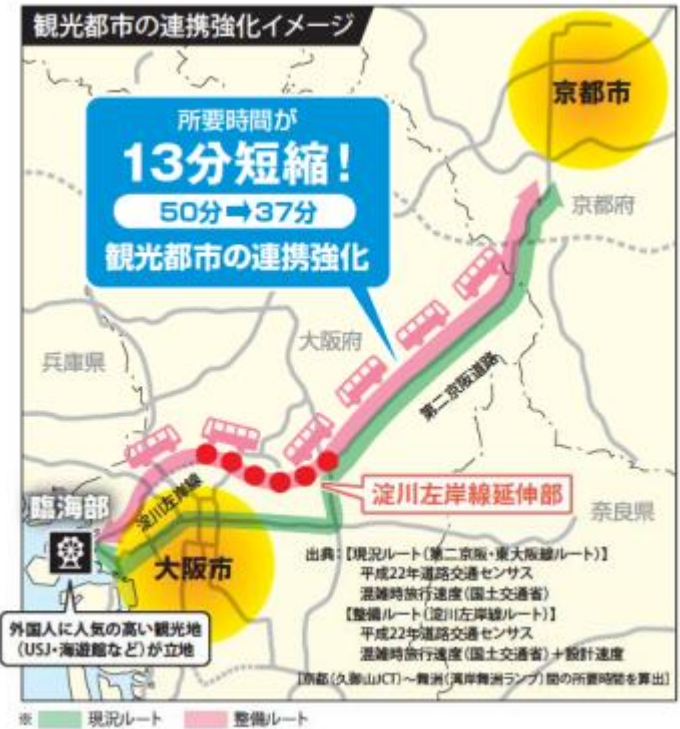 観光都市の連携強化イメージ
京都市
所要時間が
13分短縮！
50分➡37分
観光都市の連携強化
京都府
大阪府
兵庫県
第二京阪道路
淀川左岸線
淀川左岸線延伸部
臨海部
奈良県
大阪市
外国人に人気の高い観光地
（USJ・海遊館など）が立地
出典：【現況ルート（第二京阪・東大阪線ルート）】
平成22年道路交通センサス
混雑時旅行速度（国土交通省）
【整備ルート（淀川左岸線ルート）】
平成22年道路交通センサス
混雑時旅行速度（国土交通省）＋設計速度
［京都（久御山JCT）～舞洲（湾岸舞洲ランプ）間の所要時間を算出］
※ 現況ルート 整備ルート